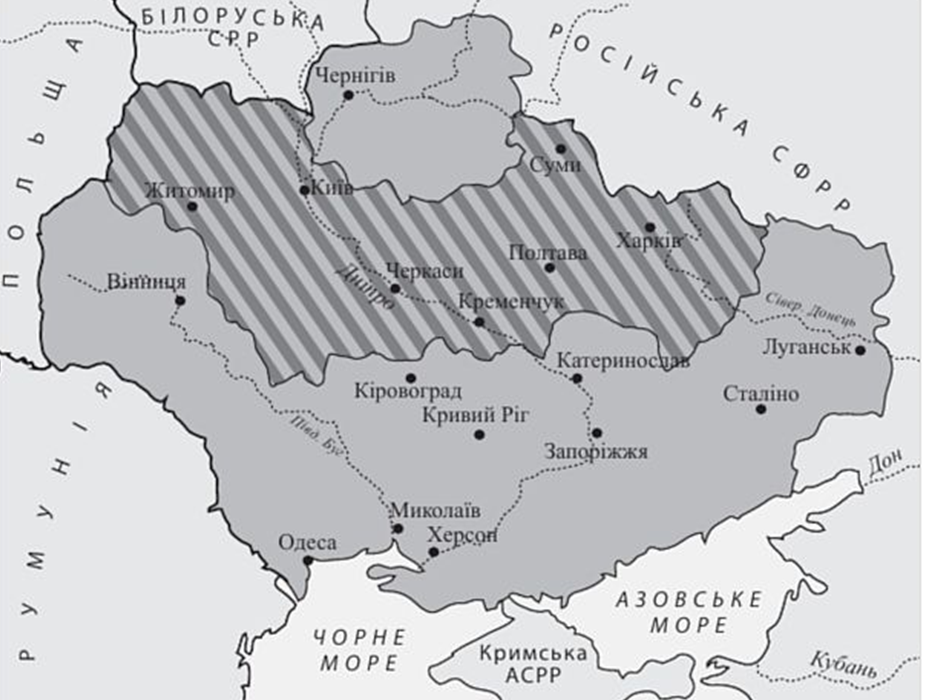 БІЛОРУСЬКА
СРР
ПОЛЬЩА
РОСІЙСЬКА СФРР
Чернігів
Суми
Житомир
Київ
Харків
Полтава
Черкаси
Дніпро
Вінниця
Кременчук
Сівер. Донець
Луганськ
Катеринослав
Кіровоград
Сталіно
Кривий Ріг
Півд. Буг
Запоріжжя
РУМУНІЯ
Дон
Миколаїв
Херсон
Одеса
АЗОВСЬКЕ
МОРЕ
ЧОРНЕ
МОРЕ
Кримська
АСРР
Кубань